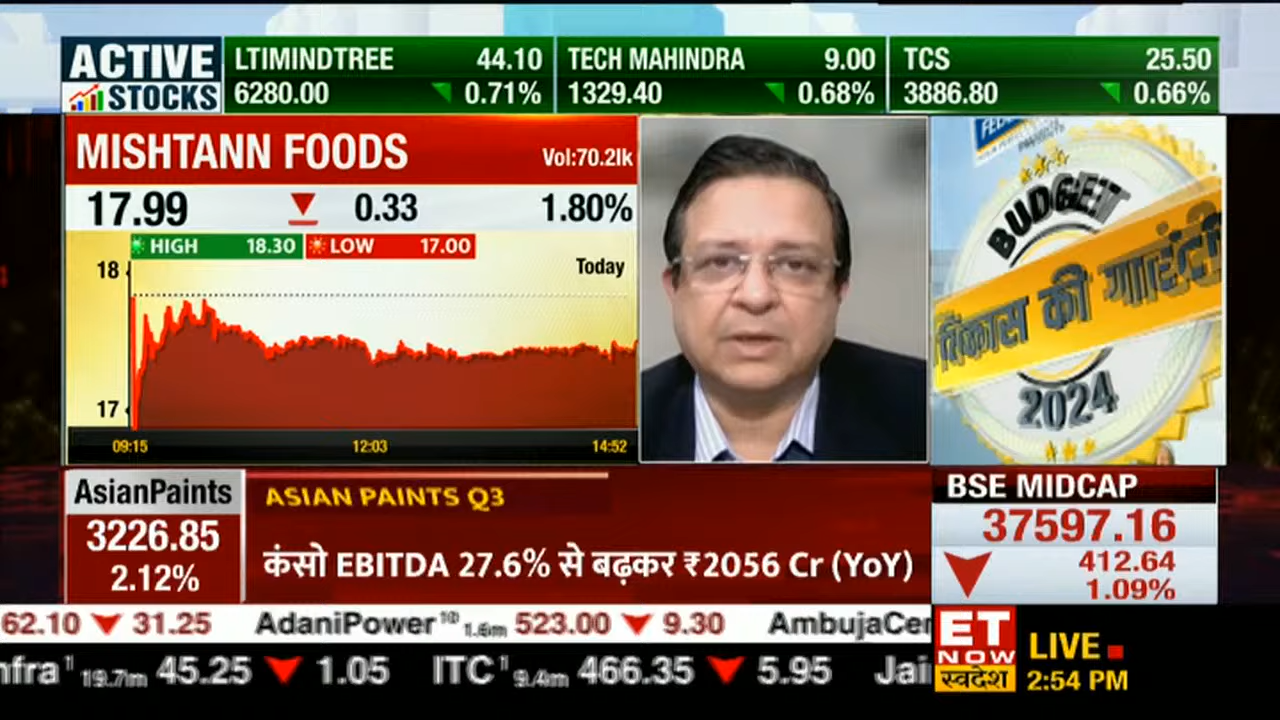 ACTIVE STOCKS
LTIMINDTREE 44.10
6280.00 0.71%
TECH MAHINDRA 9.00
1329.40 0.68%
TCS 25.50
3886.80 0.66%
MISHTANN FOODS Vol:70.2lk
17.99 0.33 1.80%
HIGH 18.30 LOW 17.00
Today
18
17
09:15 12:03 14:52
BUDGET
विकास की गारंटी
2024
AsianPaints
3226.85
2.12%
ASIAN PAINTS Q3
कंसो EBITDA 27.6% से बढ़कर ₹2056 Cr (YoY)
BSE MIDCAP
37597.16
412.64
1.09%
62.10 31.25 AdaniPower 10 1.6m 523.00 9.30 AmbujaCer
nfra 1 19.7m 45.25 1.05 ITC 1 9.4m 466.35 5.95 Jai
ET
NOW
स्वदेश
LIVE
2:54 PM